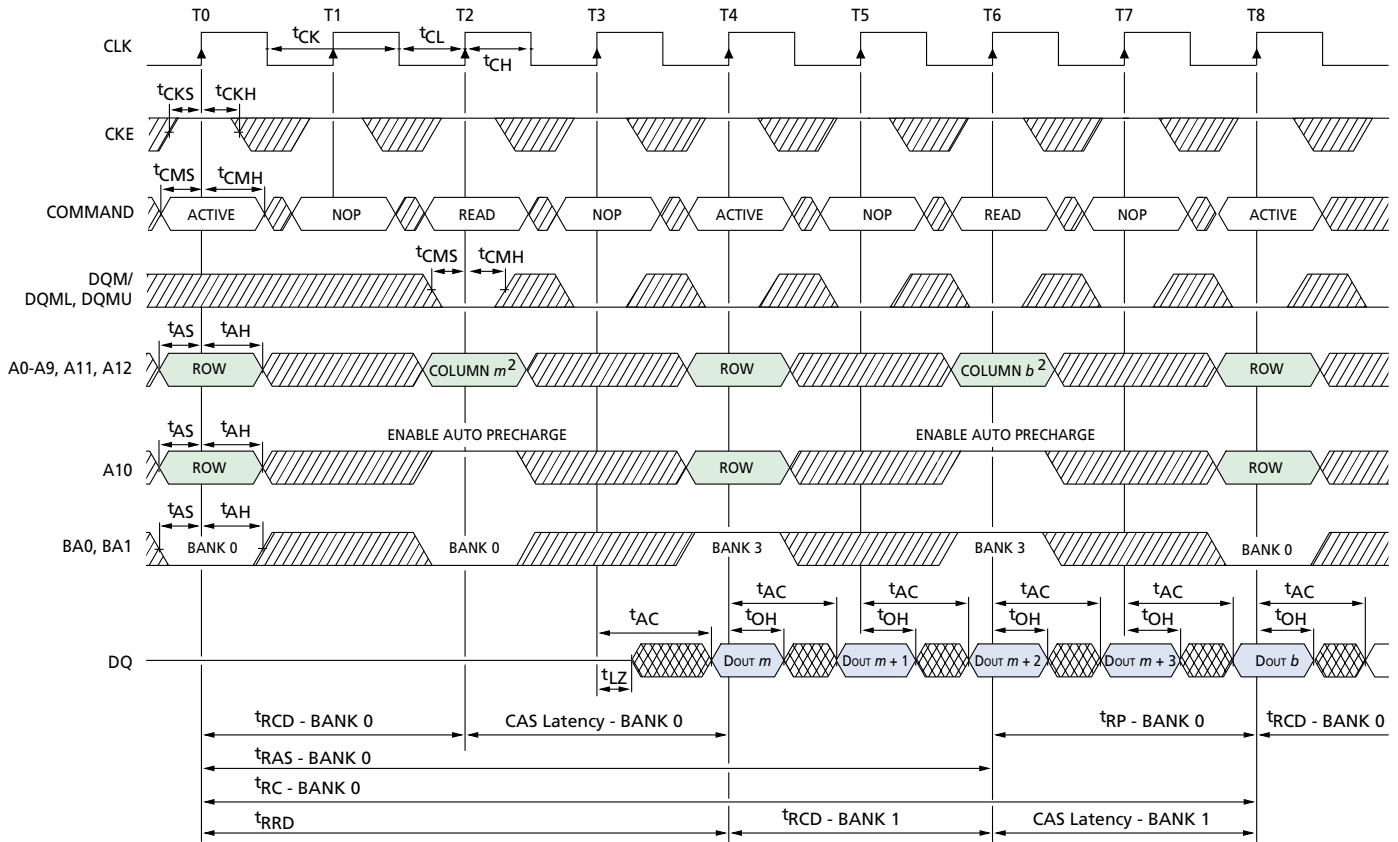 T0 T1 T2 T3 T4 T5 T6 T7 T8
CLK
tCK tCL
tCH
tCKS tCKH
CKE
tCMS tCMH
COMMAND ACTIVE NOP READ NOP ACTIVE NOP READ NOP ACTIVE
tCMS tCMH
DQM/
DQML, DQMU
tAS tAH
A0-A9, A11, A12 ROW COLUMN m2 ROW COLUMN b 2 ROW
tAS tAH ENABLE AUTO PRECHARGE ENABLE AUTO PRECHARGE
A10 ROW ROW ROW
tAS tAH
BA0, BA1 BANK 0 BANK 0 BANK 3 BANK 3 BANK 0
tAC tAC tAC tAC tAC
tAC tOH tOH tOH tOH tOH
DQ DOUT m DOUT m + 1 DOUT m + 2 DOUT m + 3 DOUT b
tLZ
tRCD - BANK 0 CAS Latency - BANK 0 tRP - BANK 0 tRCD - BANK 0
tRAS - BANK 0
tRC - BANK 0
tRRD tRCD - BANK 1 CAS Latency - BANK 1